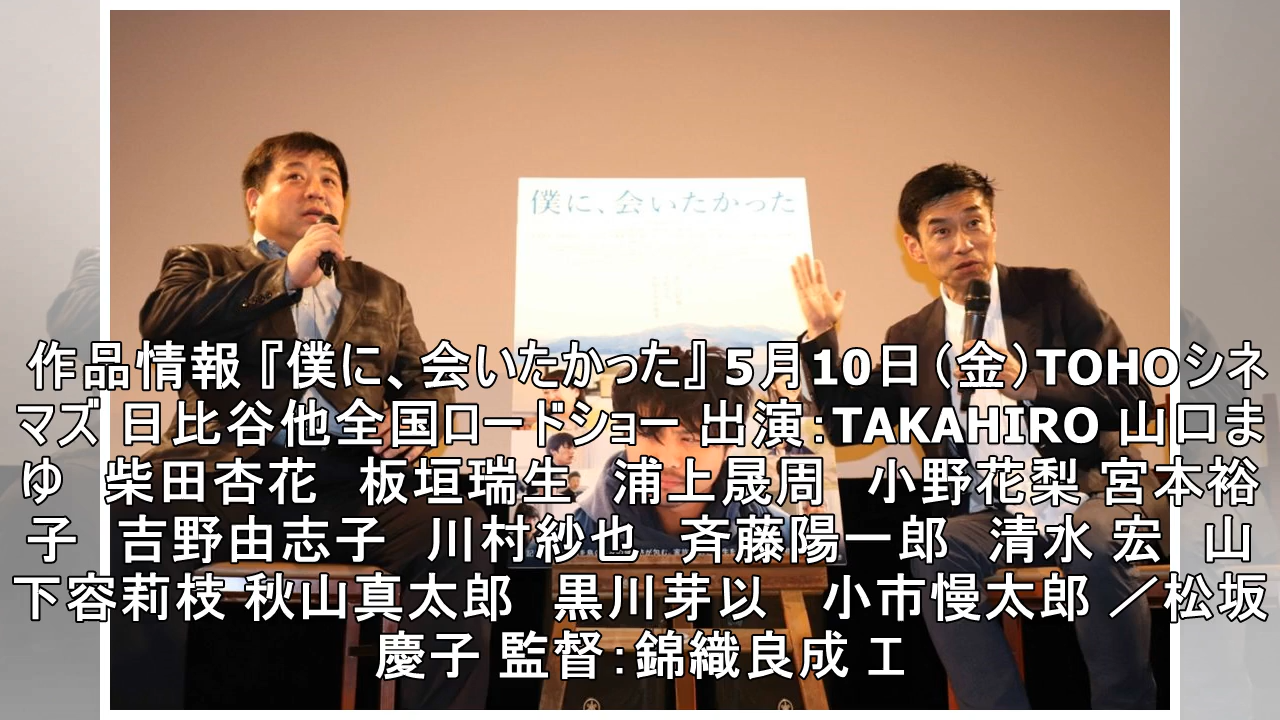 僕に、会いたかった
作品情報『僕に、会いたかった』5月10日（金）TOHOシネ
マズ 日比谷他全国ロードショー 出演：TAKAHIRO 山口ま
ゆ　柴田杏花　板垣瑞生　浦上晟周　小野花梨 宮本裕
子　吉野由志子　川村紗也　斉藤陽一郎　清水 宏　山
下容莉枝 秋山真太郎　黒川芽以　小市慢太郎 ／松坂
慶子 監督：錦織良成 エ